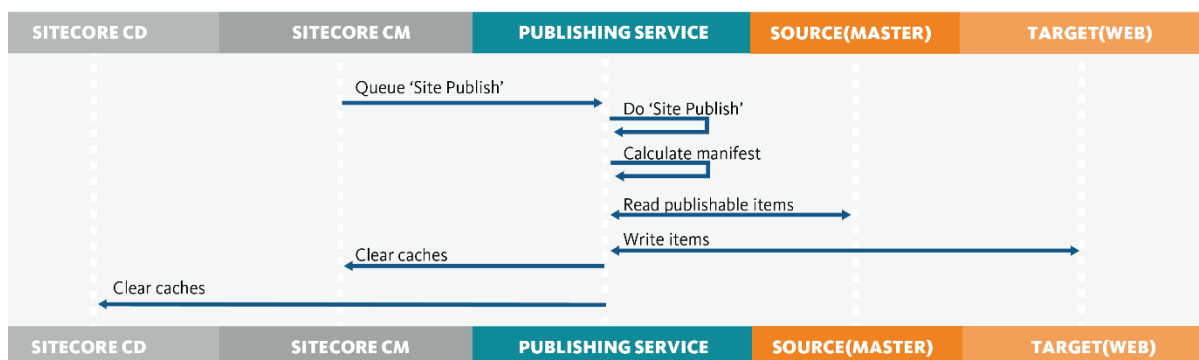 SITECORE CD
SITECORE CM
PUBLISHING SERVICE
SOURCE(MASTER)
TARGET(WEB)
Queue ‘Site Publish’
Do ‘Site Publish’
Calculate manifest
Read publishable items
Write items
Clear caches
Clear caches
SITECORE CD
SITECORE CM
PUBLISHING SERVICE
SOURCE(MASTER)
TARGET(WEB)